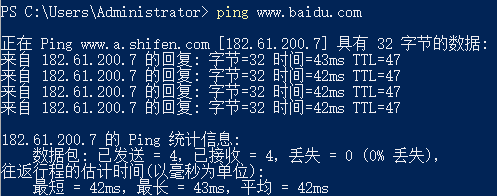 PS C:\Users\Administrator> ping www.baidu.com
正在 Ping www.a.shifen.com [182.61.200.7] 具有 32 字节的数据:
来自 182.61.200.7 的回复: 字节=32 时间=43ms TTL=47
来自 182.61.200.7 的回复: 字节=32 时间=42ms TTL=47
来自 182.61.200.7 的回复: 字节=32 时间=42ms TTL=47
来自 182.61.200.7 的回复: 字节=32 时间=42ms TTL=47
182.61.200.7 的 Ping 统计信息:
数据包: 已发送 = 4，已接收 = 4，丢失 = 0 (0% 丢失)，
往返行程的估计时间(以毫秒为单位):
最短 = 42ms，最长 = 43ms，平均 = 42ms